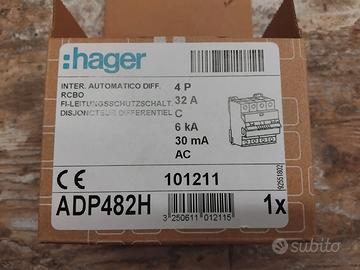 :hager
INTER. AUTOMATICO DIFF.
RCBO
FI-LEITUNGSSCHUTZSCHALT.
DISJONCTEUR DIFFERENTIEL
4 P
32 A
C
6 kA
30 mA
AC
92551802
CE
101211
ADP482H
3 250611 012115
1x
subito